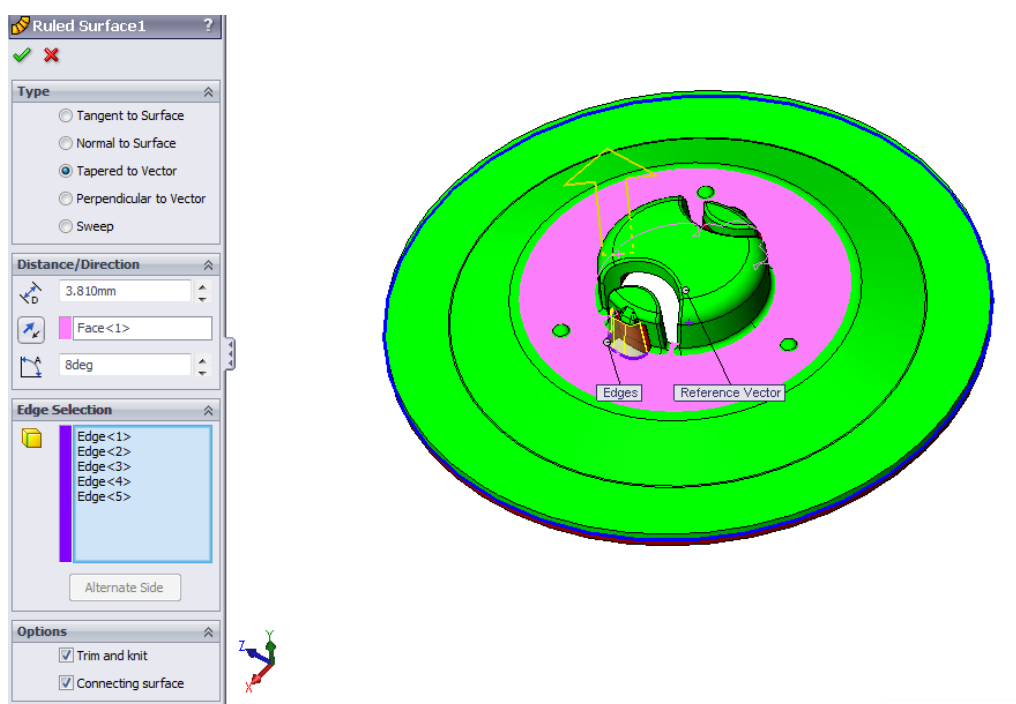 Ruled Surface1 ?
Type
Tangent to Surface
Normal to Surface
Tapered to Vector
Perpendicular to Vector
Sweep
Distance/Direction
D
3.810mm
Face<1>
A
8deg
Edge Selection
Edge<1>
Edge<2>
Edge<3>
Edge<4>
Edge<5>
Alternate Side
Options
Trim and knit
Connecting surface
Edges
Reference Vector
Y
Z
X